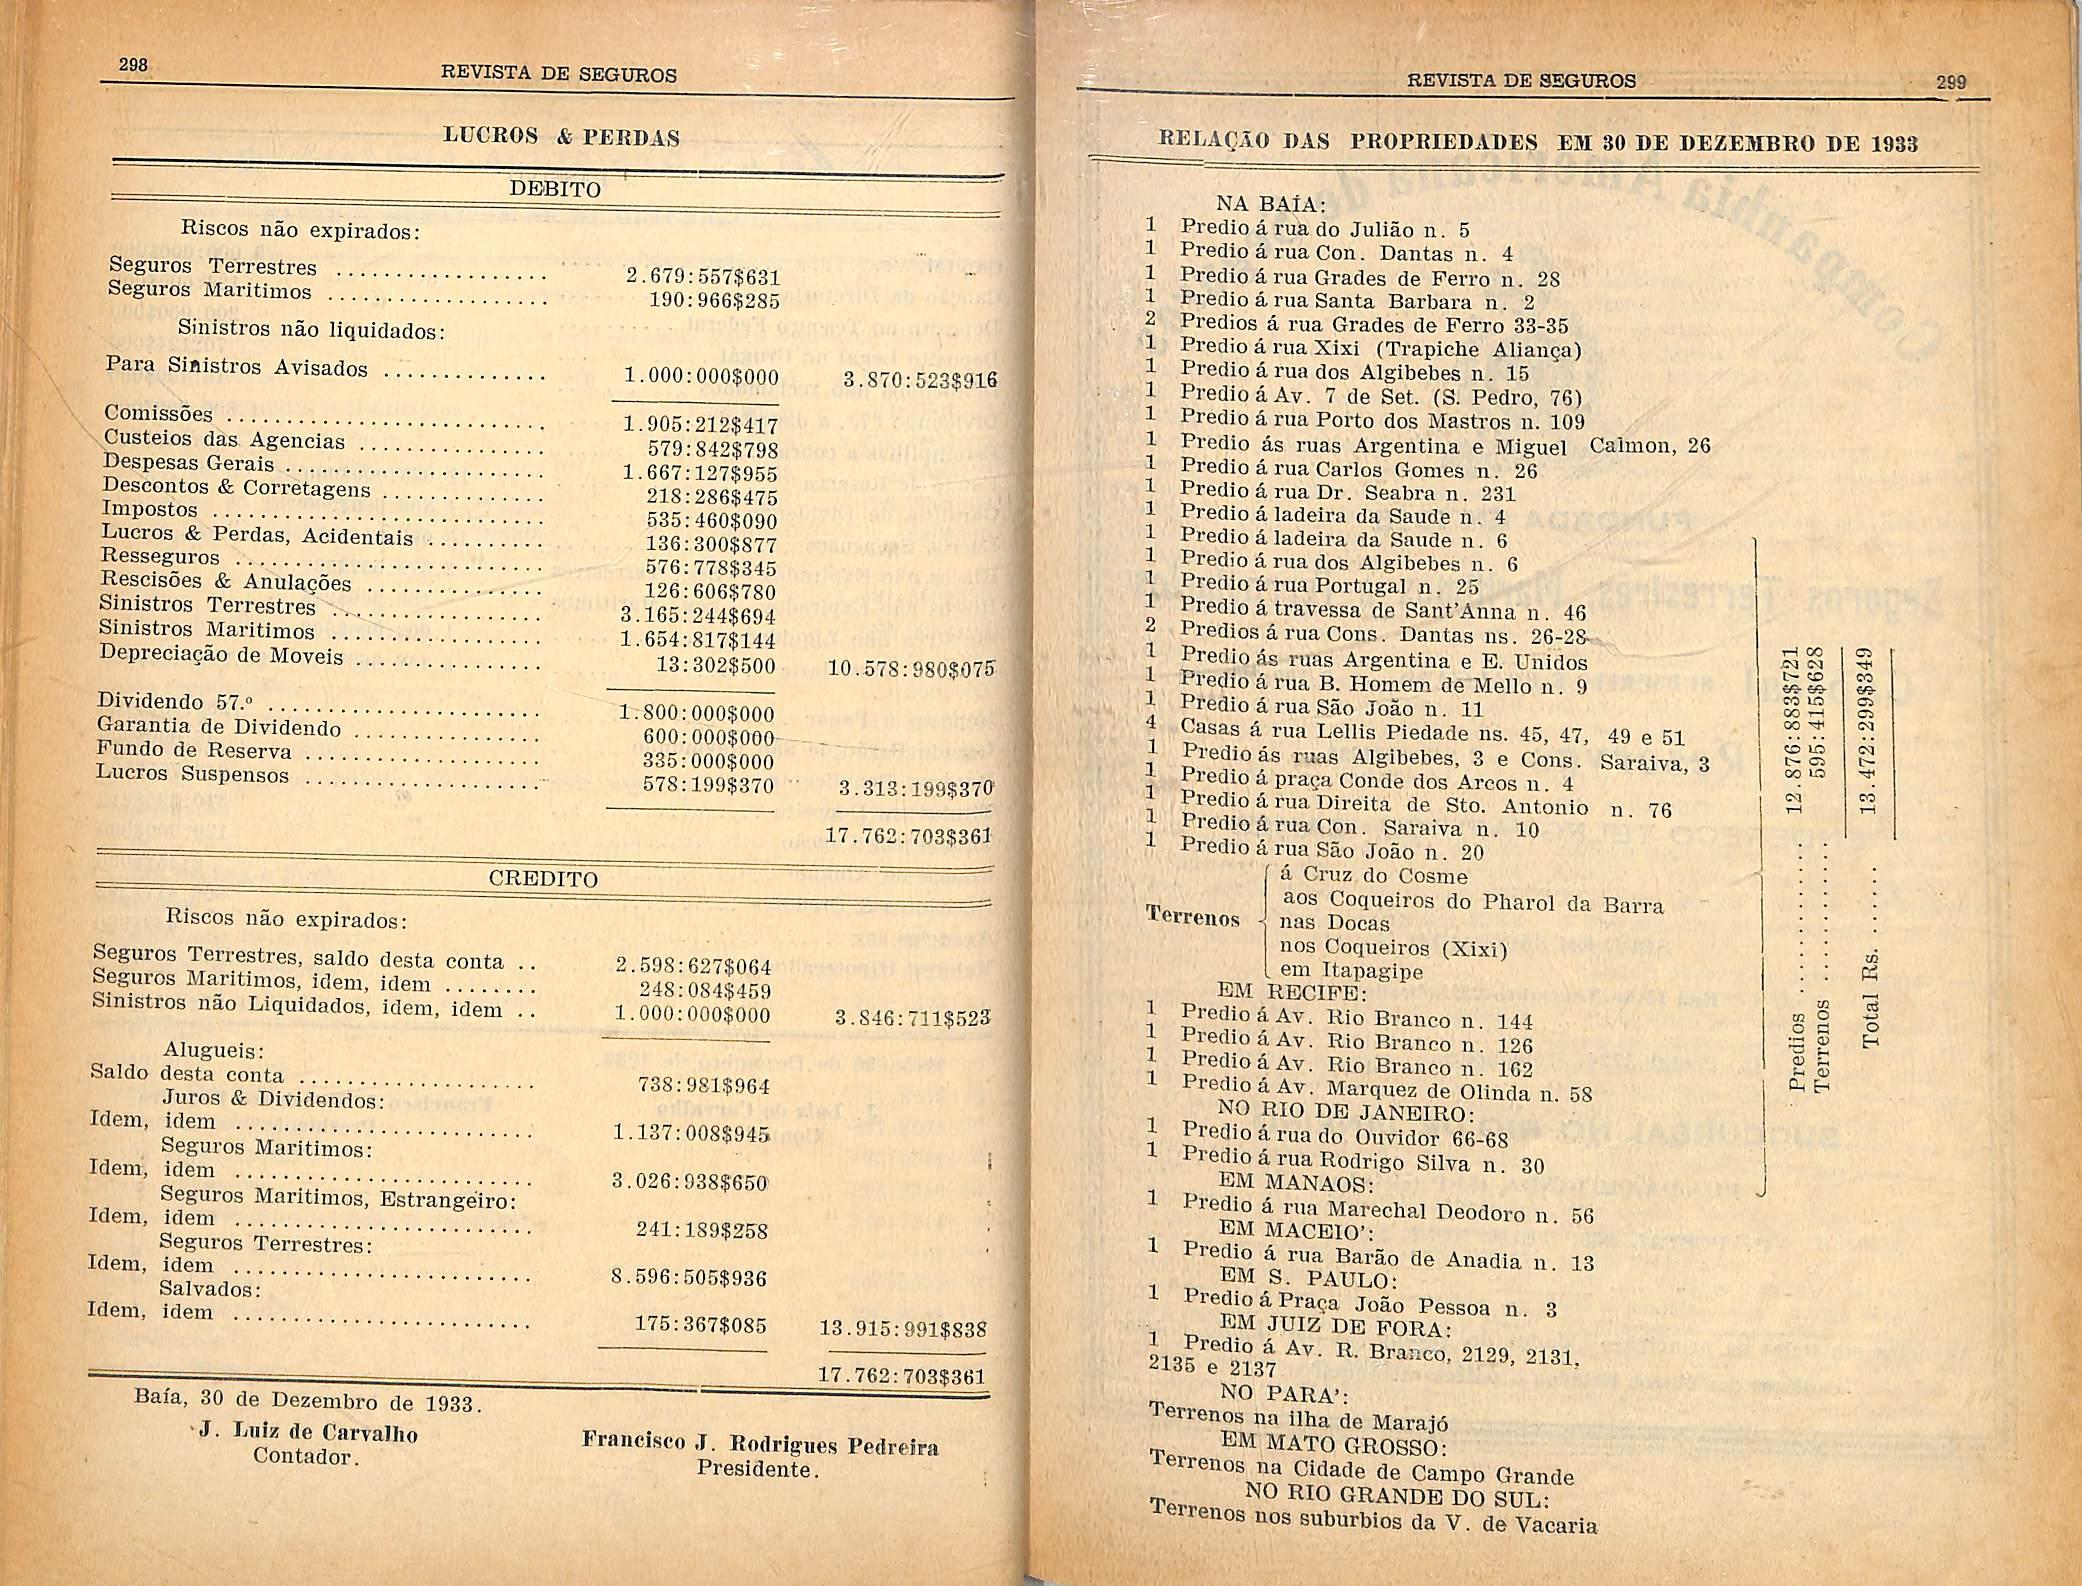 298
REVISTA DE SEGUROS
LUCROS & PERDAS
DEBITO
Riscos não expirados:
Seguros Terrestres .................. 2.679:557$631
Seguros Maritimos ................... 190:966$285
Sinistros não liquidados:
Para Sinistros Avisados .............. 1.000:000$000 3.870:523$916
Comissões ........................... 1.905:212$417
Custeios das Agencias ................ 579:842$798
Despesas Gerais ...................... 1.667:127$955
Descontos & Corretagens .............. 218:286$475
Impostos ............................ 535:460$090
Lucros & Perdas, Acidentais .......... 136:300$877
Resseguros .......................... 576:778$345
Rescisões & Anulações ............... 126:606$780
Sinistros Terrestres .................. 3.165:244$694
Sinistros Maritimos .................. 1.654:817$144
Depreciação de Moveis ................ 13:302$500 10.578:980$075
Dividendo 57.º ....................... 1.800:000$000
Garantia de Dividendo ................ 600:000$000
Fundo de Reserva .................... 335:000$000
Lucros Suspensos .................... 578:199$370 3.313:199$370
17.762:703$361
CREDITO
Riscos não expirados:
Seguros Terrestres, saldo desta conta .. 2.598:627$064
Seguros Maritimos, idem, idem ........ 248:084$459
Sinistros não Liquidados, idem, idem .. 1.000:000$000 3.846:711$523
Alugueis:
Saldo desta conta .................... 738:981$964
Juros & Dividendos:
Idem, idem ......................... 1.137:008$945
Seguros Maritimos:
Idem, idem ......................... 3.026:938$650
Seguros Maritimos, Estrangeiro:
Idem, idem ......................... 241:189$258
Seguros Terrestres:
Idem, idem ......................... 8.596:505$936
Salvados:
Idem, idem ......................... 175:367$085 13.915:991$838
17.762:703$361
Baía, 30 de Dezembro de 1933.
J. Luiz de Carvalho
Contador.
Francisco J. Rodrigues Pedreira
Presidente.
REVISTA DE SEGUROS
299
RELAÇÃO DAS PROPRIEDADES EM 30 DE DEZEMBRO DE 1933
NA BAÍA:
1 Predio á rua do Julião n. 5
1 Predio á rua Con. Dantas n. 4
1 Predio á rua Grades de Ferro n. 28
1 Predio á rua Santa Barbara n. 2
2 Predios á rua Grades de Ferro 33-35
1 Predio á rua Xixi (Trapiche Aliança)
1 Predio á rua dos Algibebes n. 15
1 Predio á Av. 7 de Set. (S. Pedro, 76)
1 Predio á rua Porto dos Mastros n. 109
1 Predio ás ruas Argentina e Miguel Calmon, 26
1 Predio á rua Carlos Gomes n. 26
1 Predio á rua Dr. Seabra n. 231
1 Predio á ladeira da Saude n. 4
1 Predio á ladeira da Saude n. 6
1 Predio á rua dos Algibebes n. 6
1 Predio á rua Portugal n. 25
1 Predio á travessa de Sant'Anna n. 46
2 Predios á rua Cons. Dantas ns. 26-28
1 Predio ás ruas Argentina e E. Unidos
1 Predio á rua B. Homem de Mello n. 9
1 Predio á rua São João n. 11
4 Casas á rua Lellis Piedade ns. 45, 47, 49 e 51
1 Predio ás ruas Algibebes, 3 e Cons. Saraiva, 3
1 Predio á praça Conde dos Arcos n. 4
1 Predio á rua Direita de Sto. Antonio n. 76
1 Predio á rua Con. Saraiva n. 10
1 Predio á rua São João n. 20
Terrenos
á Cruz do Cosme
aos Coqueiros do Pharol da Barra
nas Docas
nos Coqueiros (Xixi)
em Itapagipe
EM RECIFE:
1 Predio á Av. Rio Branco n. 144
1 Predio á Av. Rio Branco n. 126
1 Predio á Av. Rio Branco n. 162
1 Predio á Av. Marquez de Olinda n. 58
NO RIO DE JANEIRO:
1 Predio á rua do Ouvidor 66-68
1 Predio á rua Rodrigo Silva n. 30
EM MANAOS:
1 Predio á rua Marechal Deodoro n. 56
EM MACEIO':
1 Predio á rua Barão de Anadia n. 13
EM S. PAULO:
1 Predio á Praça João Pessoa n. 3
EM JUIZ DE FORA:
1 Predio á Av. R. Branco, 2129, 2131,
2135 e 2137
NO PARA':
Terrenos na ilha de Marajó
EM MATO GROSSO:
Terrenos na Cidade de Campo Grande
NO RIO GRANDE DO SUL:
Terrenos nos suburbios da V. de Vacaria
Predios ............ 12.876:883$721
Terrenos ........... 595:415$628
Total Rs. ...... 13.472:299$349